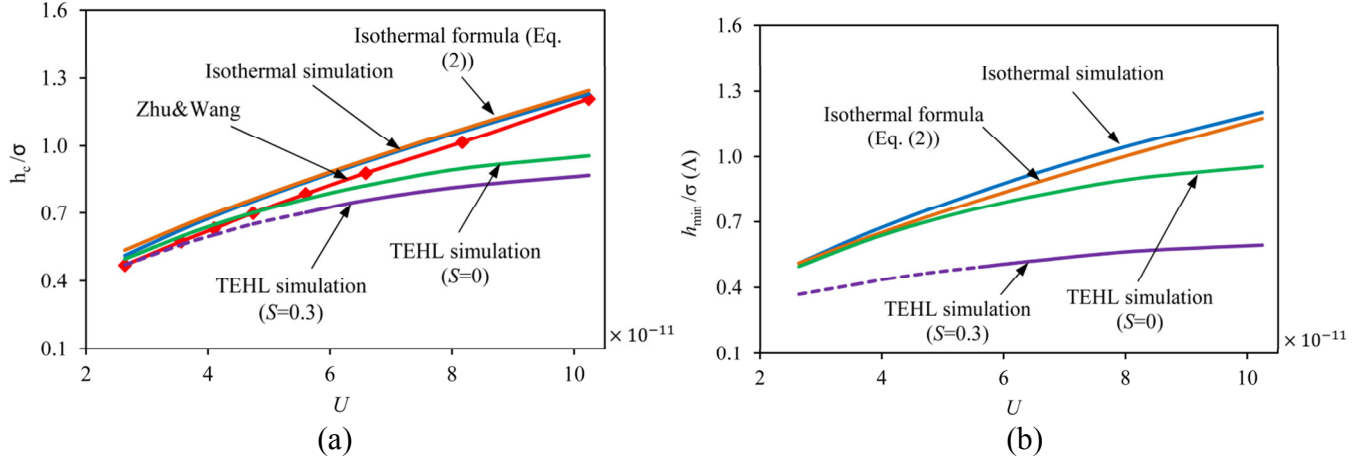 1.6
1.3
1.0
0.7
0.4
0.1
h_c/σ
Isothermal formula (Eq.
(2))
Isothermal simulation
Zhu&Wang
TEHL simulation
(S=0)
TEHL simulation
(S=0.3)
× 10⁻¹¹
2 4 6 8 10
U
(a)
1.6
1.3
1.0
0.7
0.4
0.1
h_min/σ (Λ)
Isothermal simulation
Isothermal formula
(Eq. (2))
TEHL simulation
(S=0)
TEHL simulation
(S=0.3)
× 10⁻¹¹
2 4 6 8 10
U
(b)